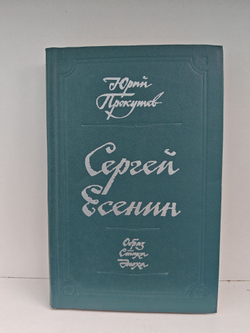 Юрий
Прокушев
Сергей
Есенин
Образ
Стихи
Эпоха